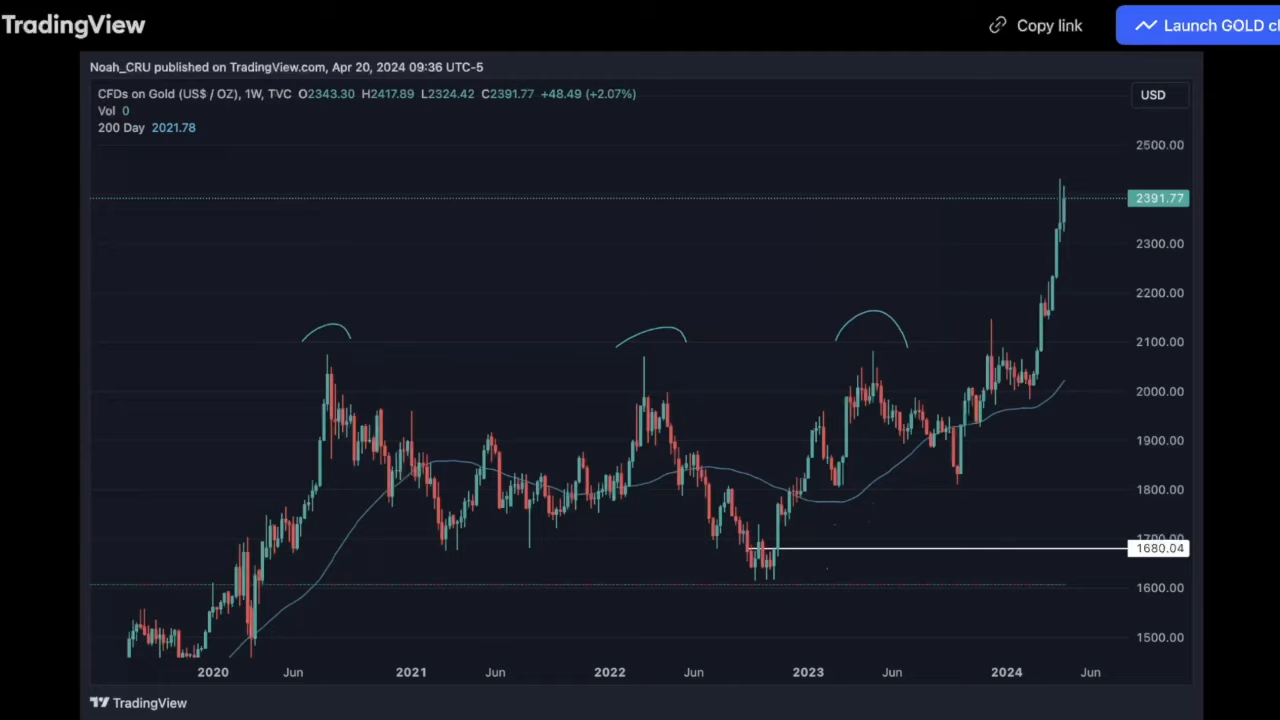 TradingView
Copy link
Launch GOLD cl
Noah_CRU published on TradingView.com, Apr 20, 2024 09:36 UTC-5
CFDs on Gold (US$ / OZ), 1W, TVC O2343.30 H2417.89 L2324.42 C2391.77 +48.49 (+2.07%)
USD
Vol 0
200 Day 2021.78
2500.00
2391.77
2300.00
2200.00
2100.00
2000.00
1900.00
1800.00
1700.00
1680.04
1600.00
1500.00
2020 Jun 2021 Jun 2022 Jun 2023 Jun 2024 Jun
TradingView